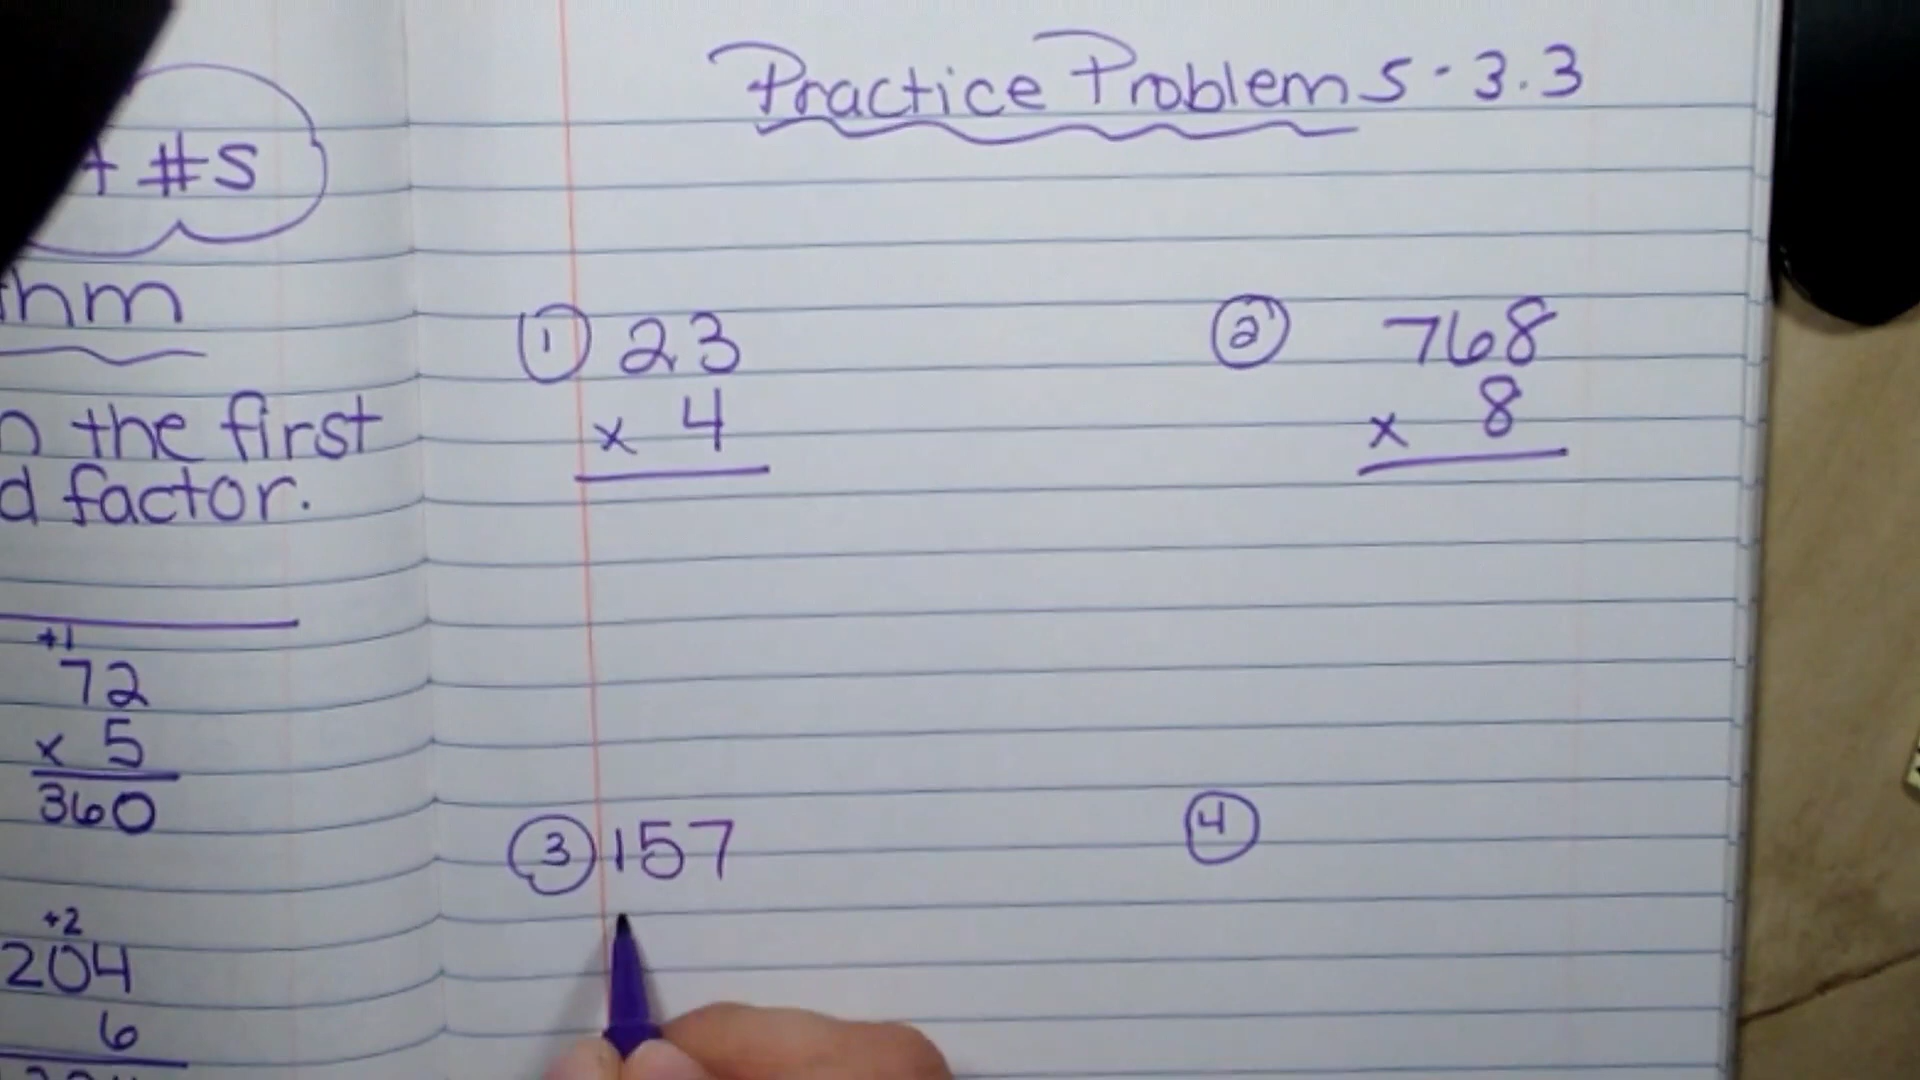 # S
hm
the first
d factor.
+1
72
x 5
360
+2
204
6
Practice Problems - 3.3
① 23
x 4
② 768
x 8
③ 157
④